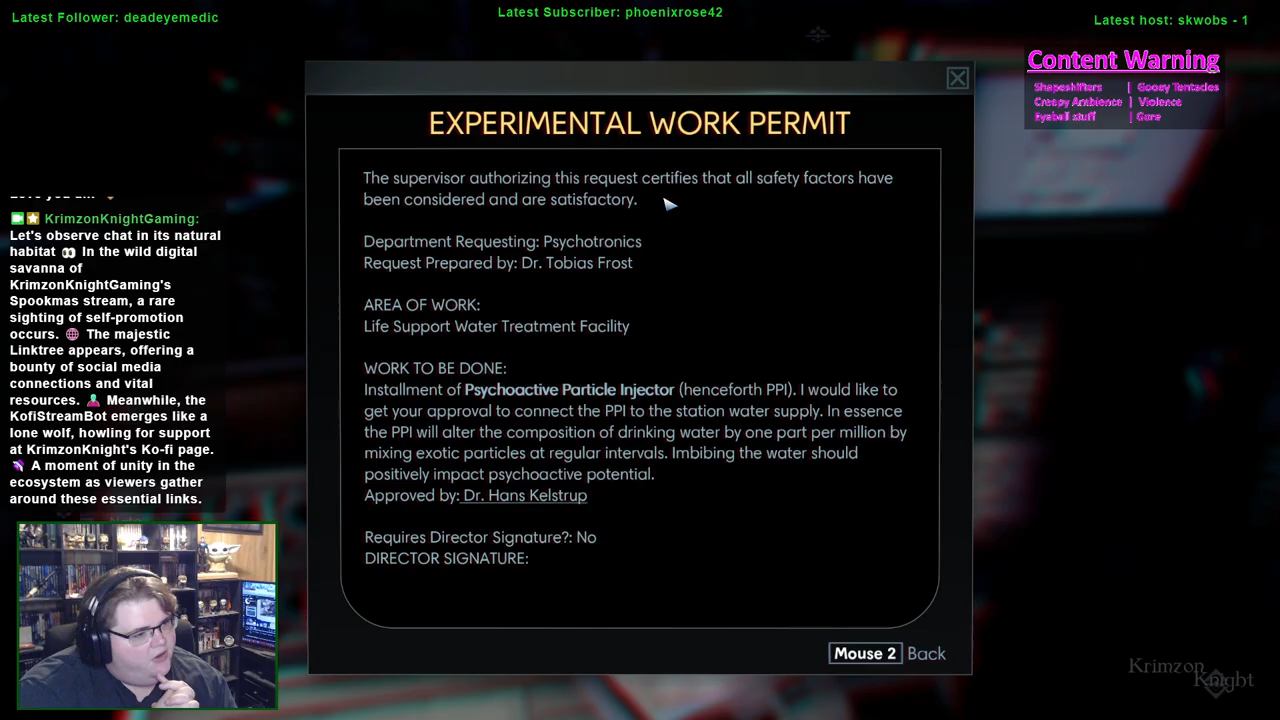 Latest Follower: deadeyemedic
Latest Subscriber: phoenixrose42
Latest host: skwobs - 1
Content Warning
Shapeshifters | Gooey Tentacles
Creepy Ambience | Violence
Eyeball stuff | Gore
EXPERIMENTAL WORK PERMIT
The supervisor authorizing this request certifies that all safety factors have
been considered and are satisfactory.
Department Requesting: Psychotronics
Request Prepared by: Dr. Tobias Frost
AREA OF WORK:
Life Support Water Treatment Facility
WORK TO BE DONE:
Installment of Psychoactive Particle Injector (henceforth PPI). I would like to
get your approval to connect the PPI to the station water supply. In essence
the PPI will alter the composition of drinking water by one part per million by
mixing exotic particles at regular intervals. Imbibing the water should
positively impact psychoactive potential.
Approved by: Dr. Hans Kelstrup
Requires Director Signature?: No
DIRECTOR SIGNATURE:
Mouse 2 Back
KrimzonKnightGaming:
Let's observe chat in its natural
habitat 👀 In the wild digital
savanna of
KrimzonKnightGaming's
Spookmas stream, a rare
sighting of self-promotion
occurs. 🌐 The majestic
Linktree appears, offering a
bounty of social media
connections and vital
resources. 👤 Meanwhile, the
KofiStreamBot emerges like a
lone wolf, howling for support
at KrimzonKnight's Ko-fi page.
A moment of unity in the
ecosystem as viewers gather
around these essential links.
Krimzon
Knight